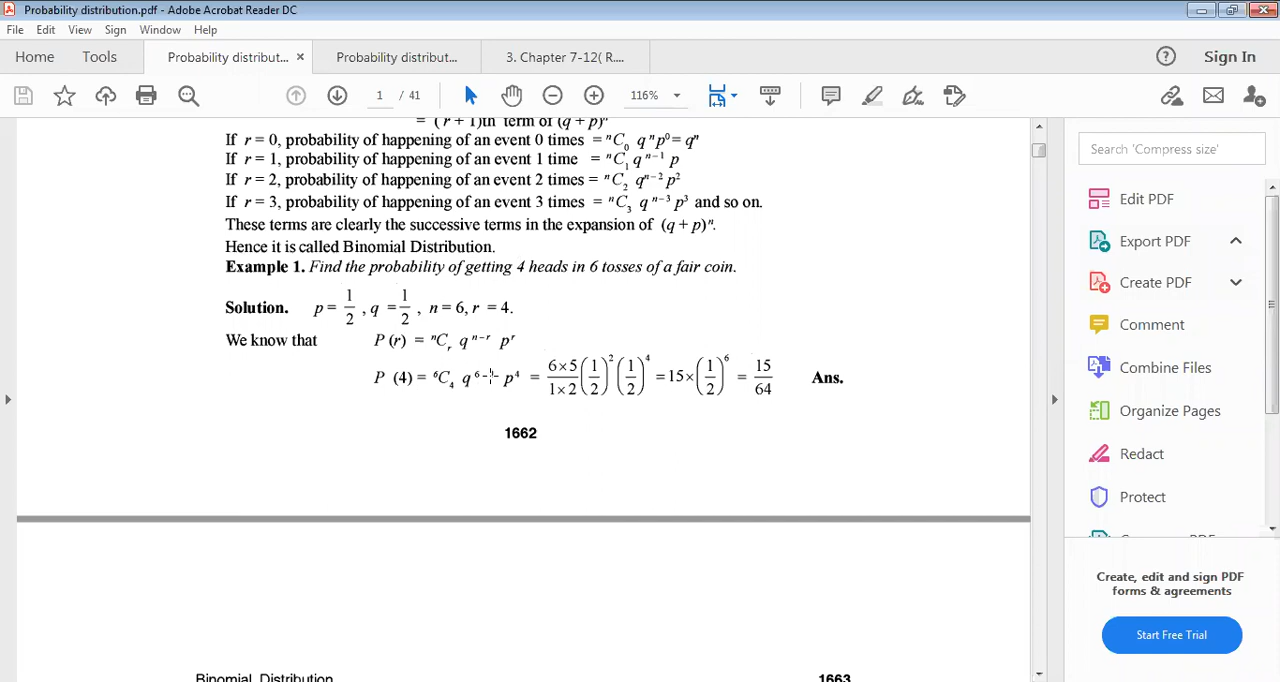 Probability distribution.pdf - Adobe Acrobat Reader DC
File Edit View Sign Window Help
Home Tools Probability distribut... × Probability distribut... 3. Chapter 7-12( R.... ? Sign In
1 / 41 116%
= (r + 1)th term of (q + p)ⁿ
If r = 0, probability of happening of an event 0 times = ⁿC₀ qⁿp⁰ = qⁿ
If r = 1, probability of happening of an event 1 time = ⁿC₁ qⁿ⁻¹ p
If r = 2, probability of happening of an event 2 times = ⁿC₂ qⁿ⁻² p²
If r = 3, probability of happening of an event 3 times = ⁿC₃ qⁿ⁻³ p³ and so on.
These terms are clearly the successive terms in the expansion of (q + p)ⁿ.
Hence it is called Binomial Distribution.
Example 1. Find the probability of getting 4 heads in 6 tosses of a fair coin.
Solution. p = 1/2 , q = 1/2 , n = 6, r = 4.
We know that P (r) = ⁿCᵣ qⁿ⁻ʳ pʳ
P (4) = ⁶C₄ q⁶⁻ p⁴ = 6×5/1×2 (1/2)² (1/2)⁴ = 15×(1/2)⁶ = 15/64 Ans.
1662
Binomial Distribution 1663
Search 'Compress size'
Edit PDF
Export PDF
Create PDF
Comment
Combine Files
Organize Pages
Redact
Protect
Create, edit and sign PDF
forms & agreements
Start Free Trial